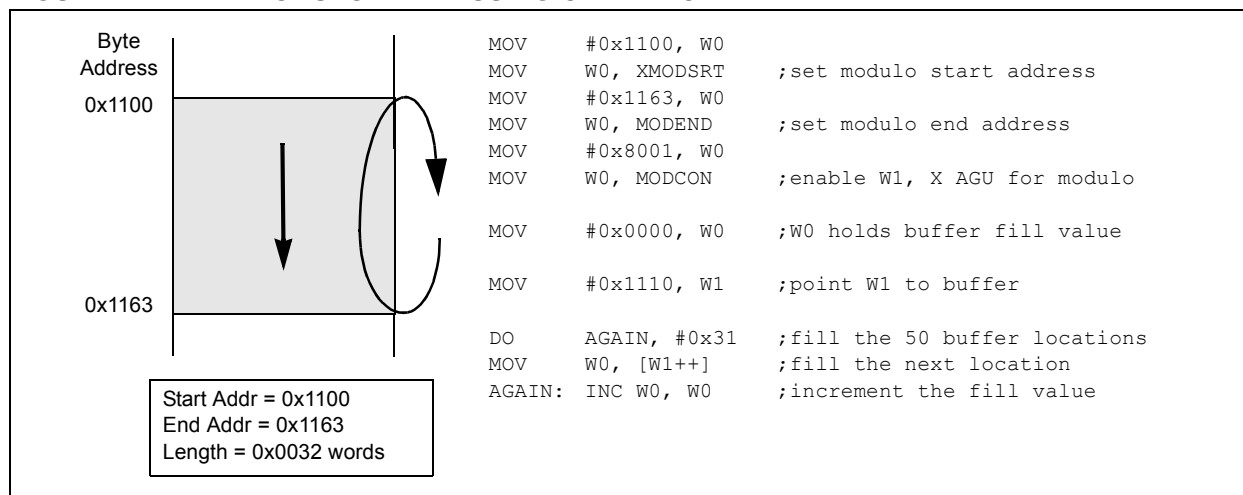 Byte
Address
0x1100
0x1163
Start Addr = 0x1100
End Addr = 0x1163
Length = 0x0032 words
MOV #0x1100, W0
MOV W0, XMODSRT ;set modulo start address
MOV #0x1163, W0
MOV W0, MODEND ;set modulo end address
MOV #0x8001, W0
MOV W0, MODCON ;enable W1, X AGU for modulo
MOV #0x0000, W0 ;W0 holds buffer fill value
MOV #0x1110, W1 ;point W1 to buffer
DO AGAIN, #0x31 ;fill the 50 buffer locations
MOV W0, [W1++] ;fill the next location
AGAIN: INC W0, W0 ;increment the fill value